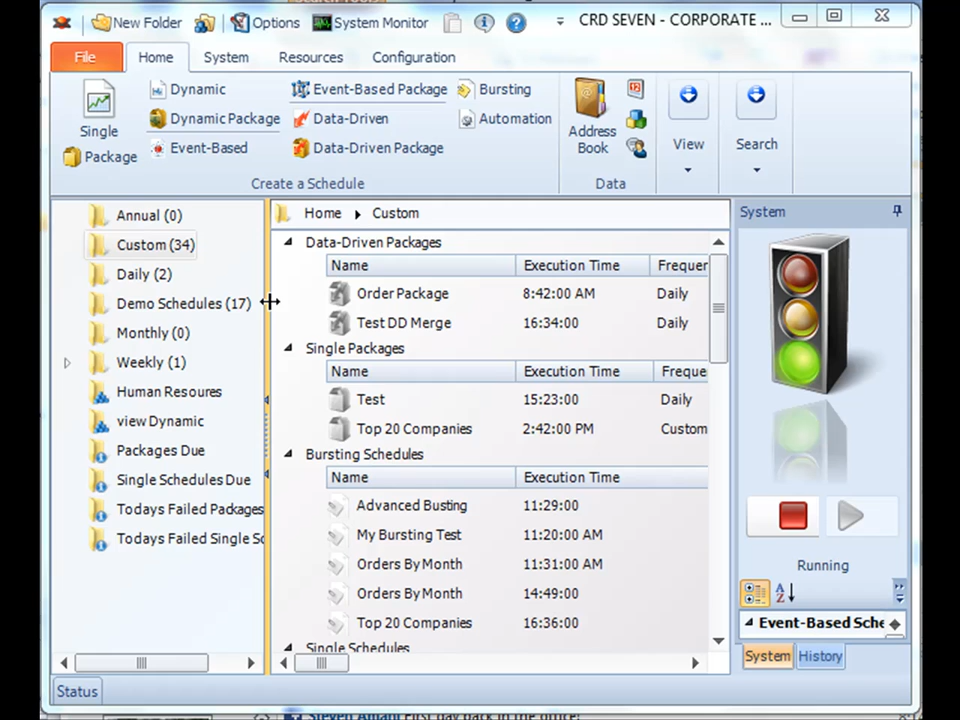 New Folder Options System Monitor CRD SEVEN - CORPORATE ...
File Home System Resources Configuration
Single
Package
Dynamic
Dynamic Package
Event-Based
Event-Based Package
Data-Driven
Data-Driven Package
Bursting
Automation
Create a Schedule
Address
Book
Data
View
Search
Annual (0)
Custom (34)
Daily (2)
Demo Schedules (17)
Monthly (0)
Weekly (1)
Human Resoures
view Dynamic
Packages Due
Single Schedules Due
Todays Failed Packages
Todays Failed Single Sc
Home Custom
Data-Driven Packages
Name Execution Time Frequer
Order Package 8:42:00 AM Daily
Test DD Merge 16:34:00 Daily
Single Packages
Name Execution Time Freque
Test 15:23:00 Daily
Top 20 Companies 2:42:00 PM Custom
Bursting Schedules
Name Execution Time
Advanced Busting 11:29:00
My Bursting Test 11:20:00 AM
Orders By Month 11:31:00 AM
Orders By Month 14:49:00
Top 20 Companies 16:36:00
Single Schedules
System
Running
Event-Based Sche
System History
Status